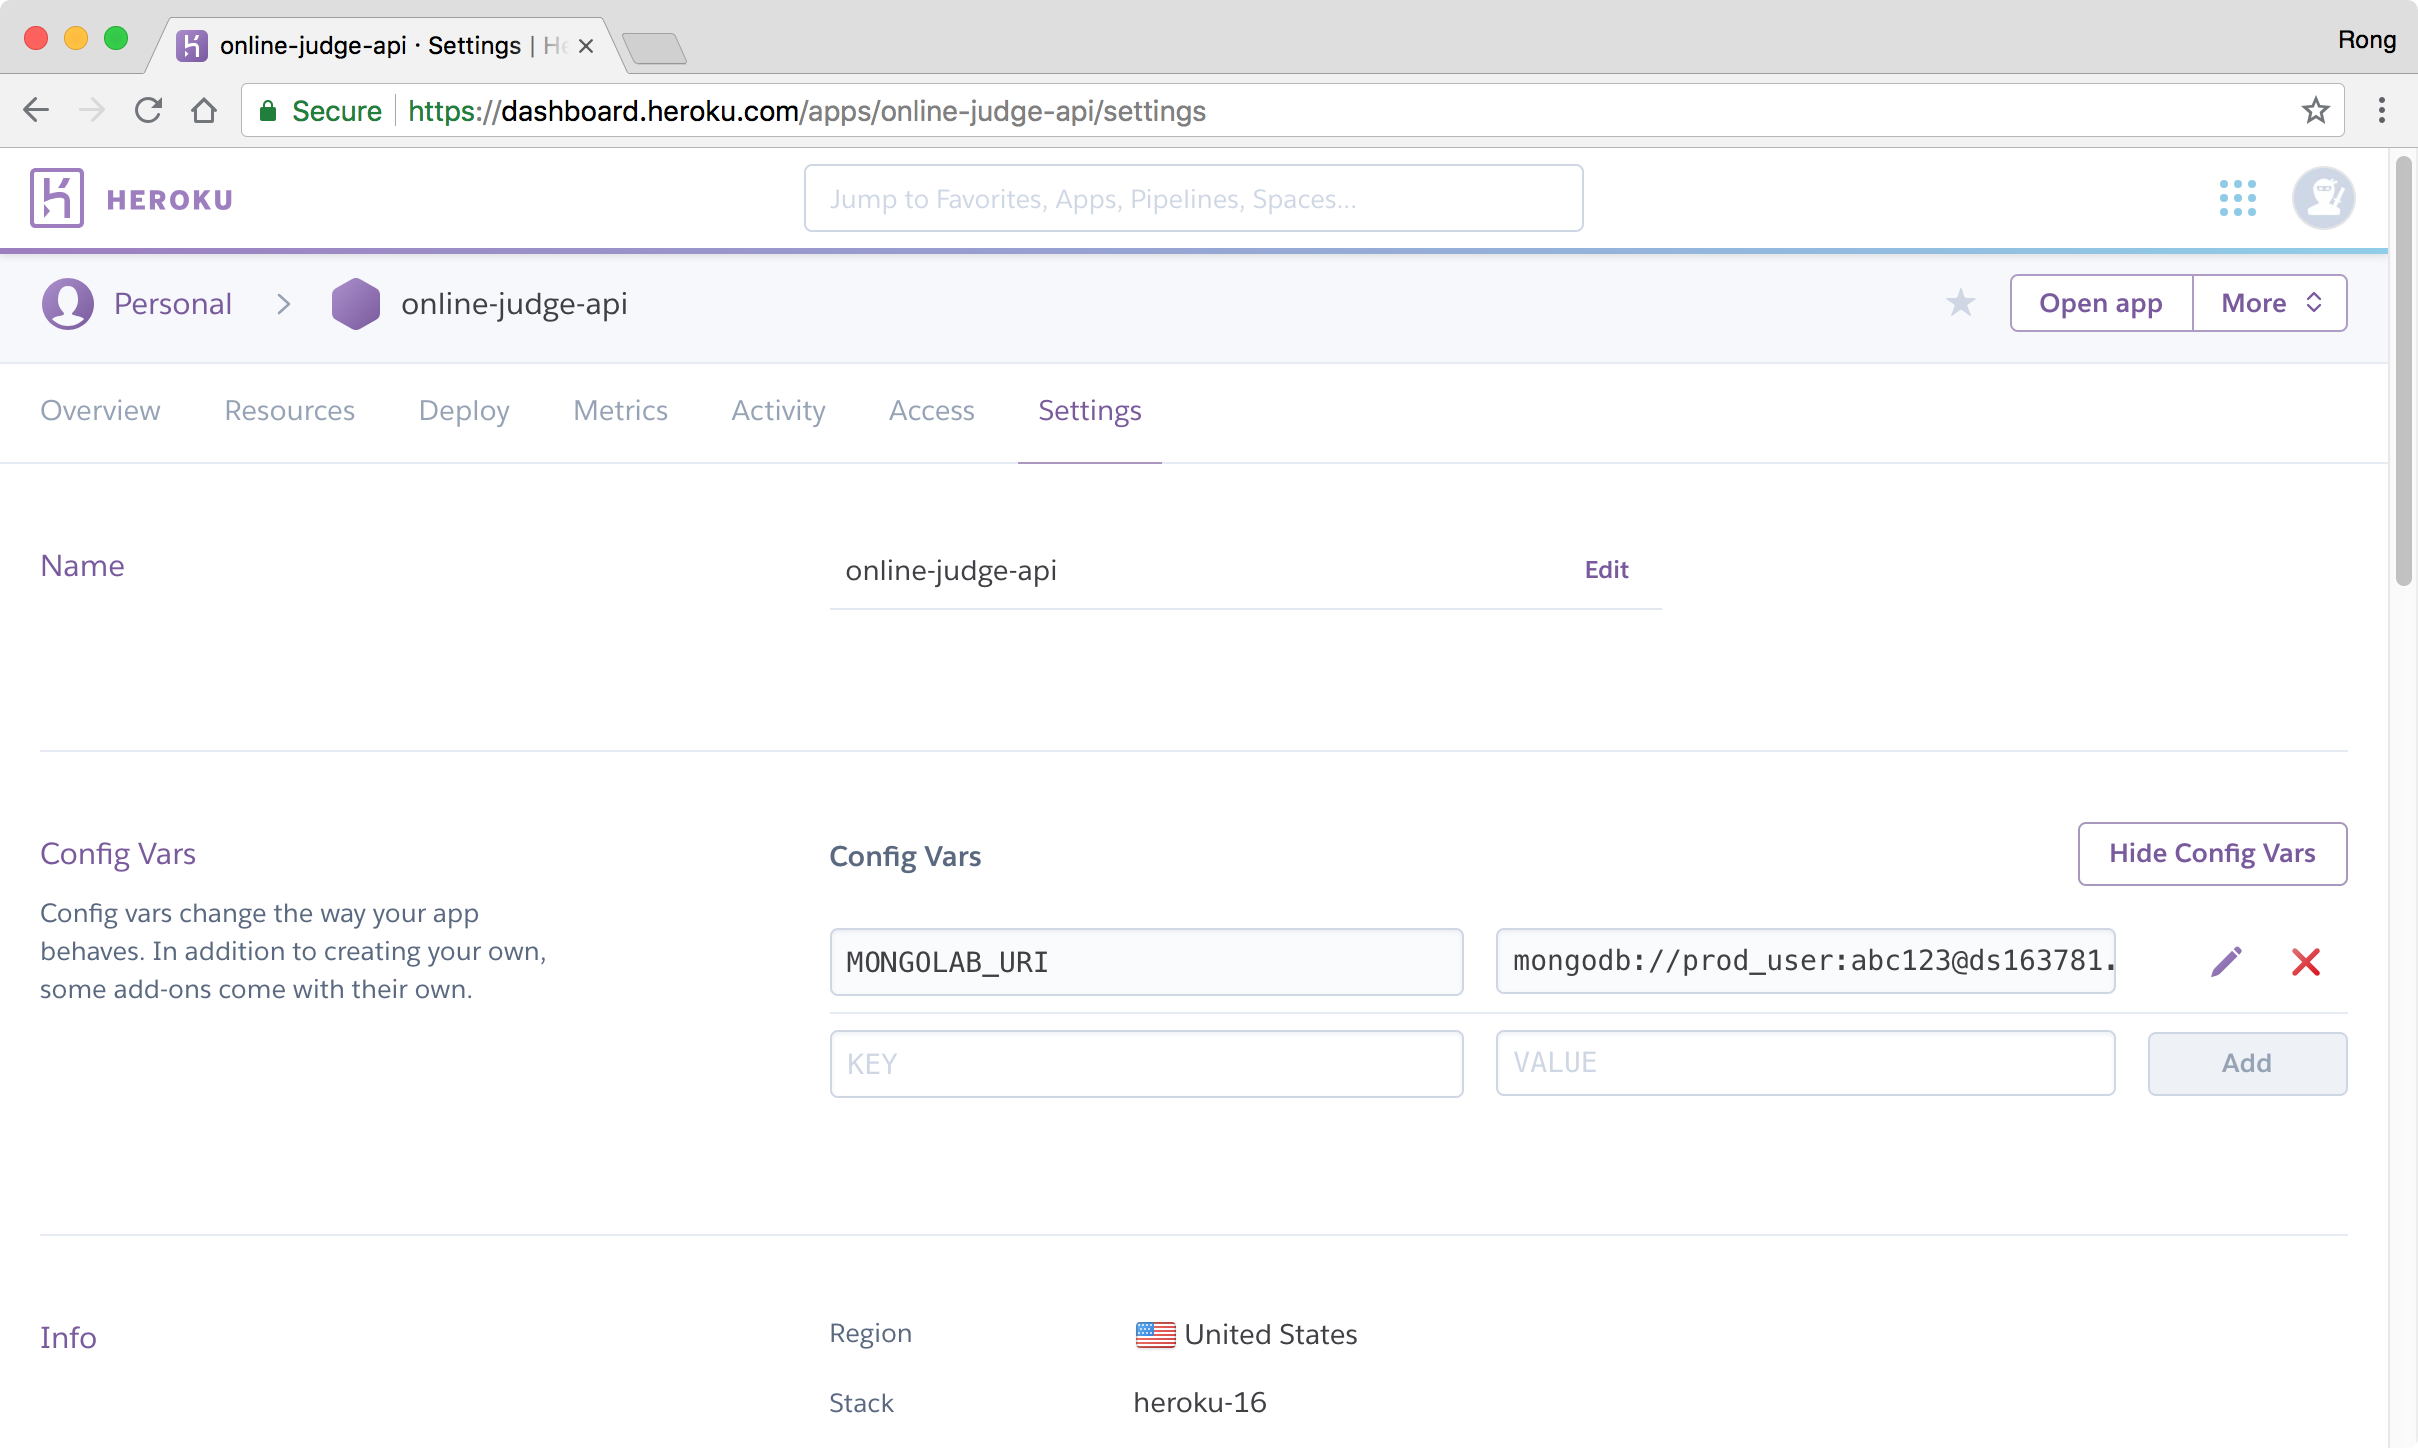 online-judge-api · Settings | He
Rong
Secure
https://dashboard.heroku.com/apps/online-judge-api/settings
HEROKU
Jump to Favorites, Apps, Pipelines, Spaces...
Personal
online-judge-api
Open app
More
Overview
Resources
Deploy
Metrics
Activity
Access
Settings
Name
online-judge-api
Edit
Config Vars
Config vars change the way your app
behaves. In addition to creating your own,
some add-ons come with their own.
Config Vars
Hide Config Vars
MONGOLAB_URI
mongodb://prod_user:abc123@ds163781.
KEY
VALUE
Add
Info
Region
United States
Stack
heroku-16